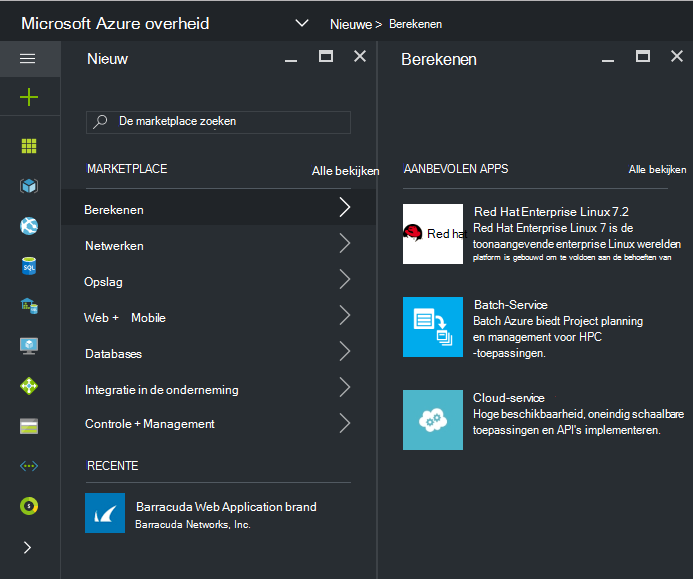 Microsoft Azure overheid
Nieuwe > Berekenen
Nieuw
De marketplace zoeken
MARKETPLACE Alle bekijken
Berekenen
Netwerken
Opslag
Web + Mobile
Databases
Integratie in de onderneming
Controle + Management
RECENTE
Barracuda Web Application brand
Barracuda Networks, Inc.
Berekenen
AANBEVOLEN APPS Alle bekijken
Red hat
Red Hat Enterprise Linux 7.2
Red Hat Enterprise Linux 7 is de
toonaangevende enterprise Linux werelden
platform is gebouwd om te voldoen aan de behoeften van
Batch-Service
Batch Azure biedt Project planning
en management voor HPC
-toepassingen.
Cloud-service
Hoge beschikbaarheid, oneindig schaalbare
toepassingen en API's implementeren.
SQL